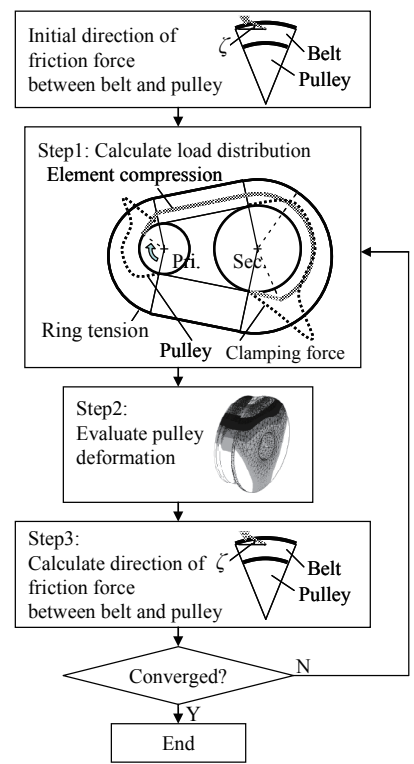 Initial direction of
friction force
between belt and pulley
ζ
Belt
Pulley
Step1: Calculate load distribution
Element compression
Pri.
Sec.
Ring tension
Pulley
Clamping force
Step2:
Evaluate pulley
deformation
Step3:
Calculate direction of
friction force
between belt and pulley
ζ
Belt
Pulley
Converged?
N
Y
End